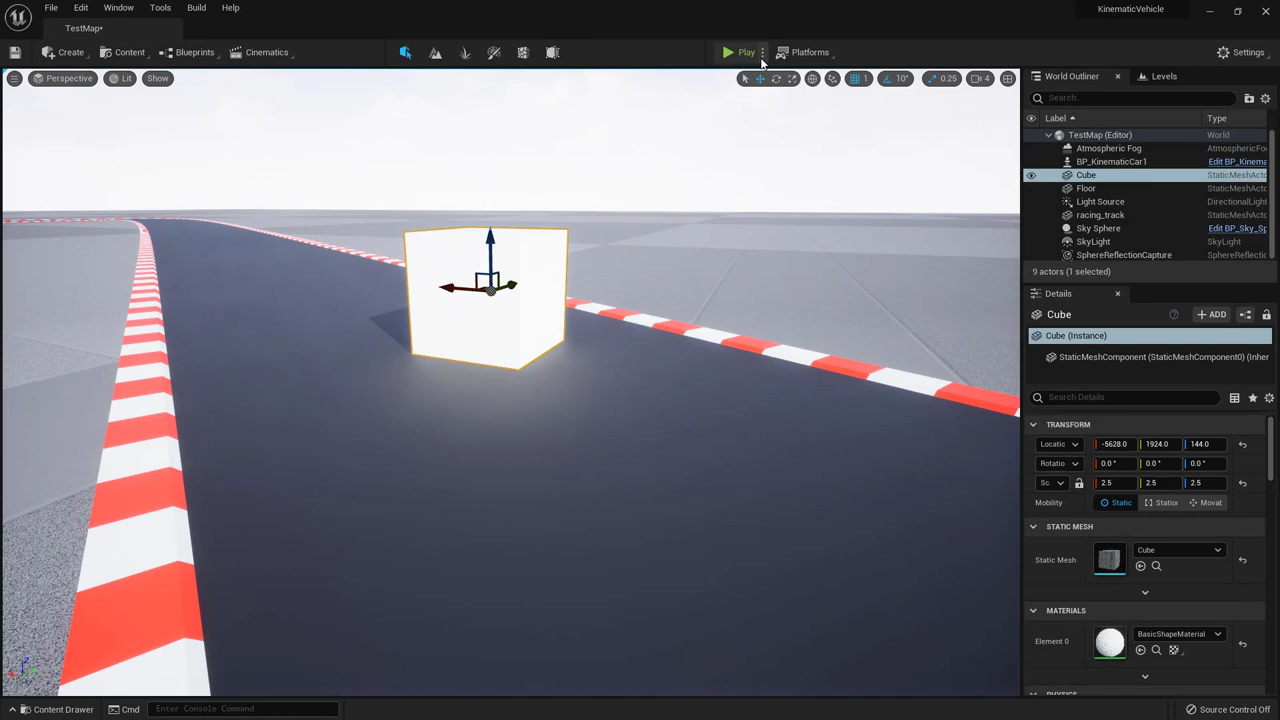 File Edit Window Tools Build Help
KinematicVehicle
TestMap*
Create Content Blueprints Cinematics Play Platforms Settings
Perspective Lit Show 1 10° 0.25 4
World Outliner Levels
Search...
Label Type
TestMap (Editor) World
Atmospheric Fog AtmosphericFo
BP_KinematicCar1 Edit BP_Kinema
Cube StaticMeshActo
Floor StaticMeshActo
Light Source DirectionalLigh
racing_track StaticMeshActo
Sky Sphere Edit BP_Sky_Sp
SkyLight SkyLight
SphereReflectionCapture SphereReflectio
9 actors (1 selected)
Details
Cube ADD
Cube (Instance)
StaticMeshComponent (StaticMeshComponent0) (Inher
Search Details
TRANSFORM
Locatic -5628.0 1924.0 144.0
Rotatio 0.0 ° 0.0 ° 0.0 °
Sc 2.5 2.5 2.5
Mobility Static Station Movat
STATIC MESH
Static Mesh Cube
MATERIALS
Element 0 BasicShapeMaterial
PHYSICS
Content Drawer Cmd Enter Console Command Source Control Off